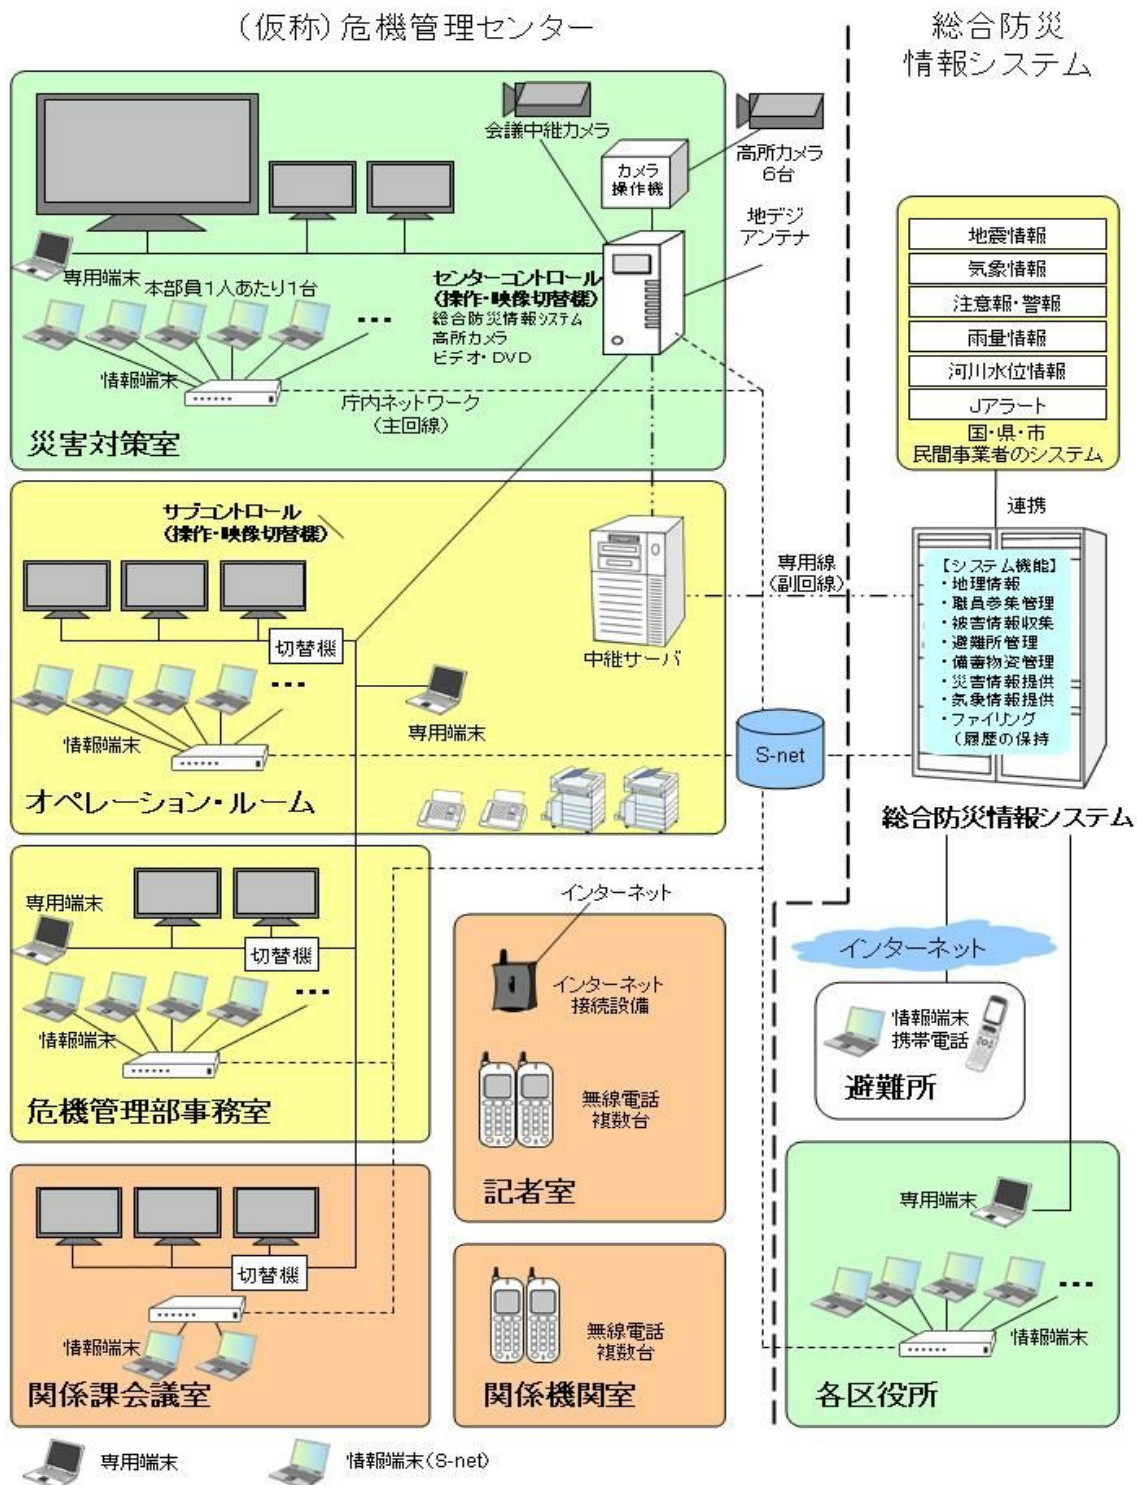 （仮称）危機管理センター
総合防災
情報システム
会議中継カメラ
カメラ
操作機
高所カメラ
6台
地デジ
アンテナ
専用端末
本部員1人あたり1台
センターコントロール
（操作・映像切替機）
総合防災情報システム
高所カメラ
ビデオ・DVD
情報端末
庁内ネットワーク
（主回線）
災害対策室
地震情報
気象情報
注意報・警報
雨量情報
河川水位情報
Jアラート
国・県・市
民間事業者のシステム
連携
サブコントロール
（操作・映像切替機）
切替機
情報端末
専用端末
中継サーバ
専用線
（副回線）
S-net
オペレーション・ルーム
【システム機能】
・地理情報
・職員参集管理
・被害情報収集
・避難所管理
・備蓄物資管理
・災害情報提供
・気象情報提供
・ファイリング
（履歴の保持
総合防災情報システム
専用端末
切替機
情報端末
危機管理部事務室
インターネット
インターネット
接続設備
無線電話
複数台
記者室
インターネット
情報端末
携帯電話
避難所
切替機
情報端末
関係課会議室
無線電話
複数台
関係機関室
専用端末
情報端末
各区役所
専用端末
情報端末（S-net）